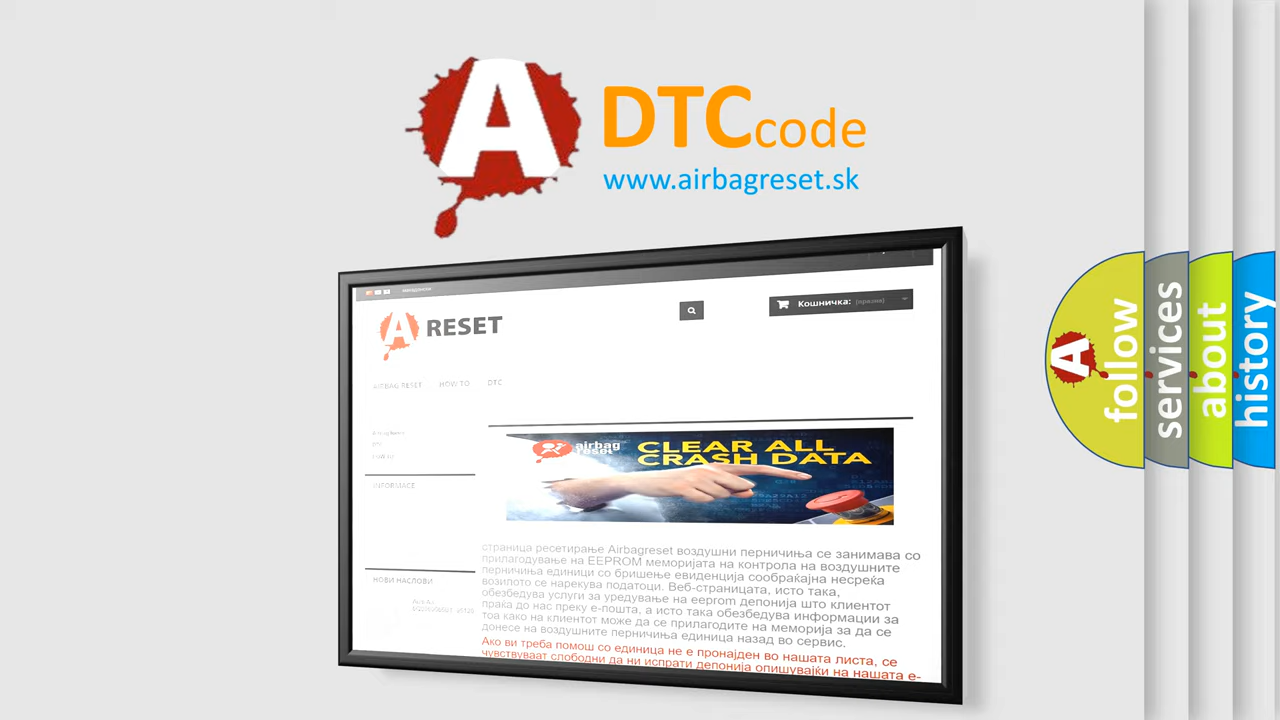 A DTC code
www.airbagreset.sk
Кошничка: (празна)
A RESET
AIRBAG RESET HOW TO DTC
INFORMACE
airbag
reset
CLEAR ALL
CRASH DATA
страница ресетирање Airbagreset воздушни перничиња се занимава со
прилагодување на EEPROM меморијата на контрола на воздушните
перничиња единици со бришење евиденција сообраќајна несреќа
возилото се нарекува податоци. Веб-страницата, исто така,
обезбедува услуги за уредување на eeprom депонија што клиентот
праќа до нас преку е-пошта, а исто така обезбедува информации за
тоа како на клиентот може да се прилагодите на меморија за да се
донесе на воздушните перничиња единица назад во сервис.
Ако ви треба помош со единица не е пронајден во нашата листа, се
чувствуваат слободни да ни испрати депонија опишувајќи на нашата е-
НОВИ НАСЛОВИ
A follow
services
about
history